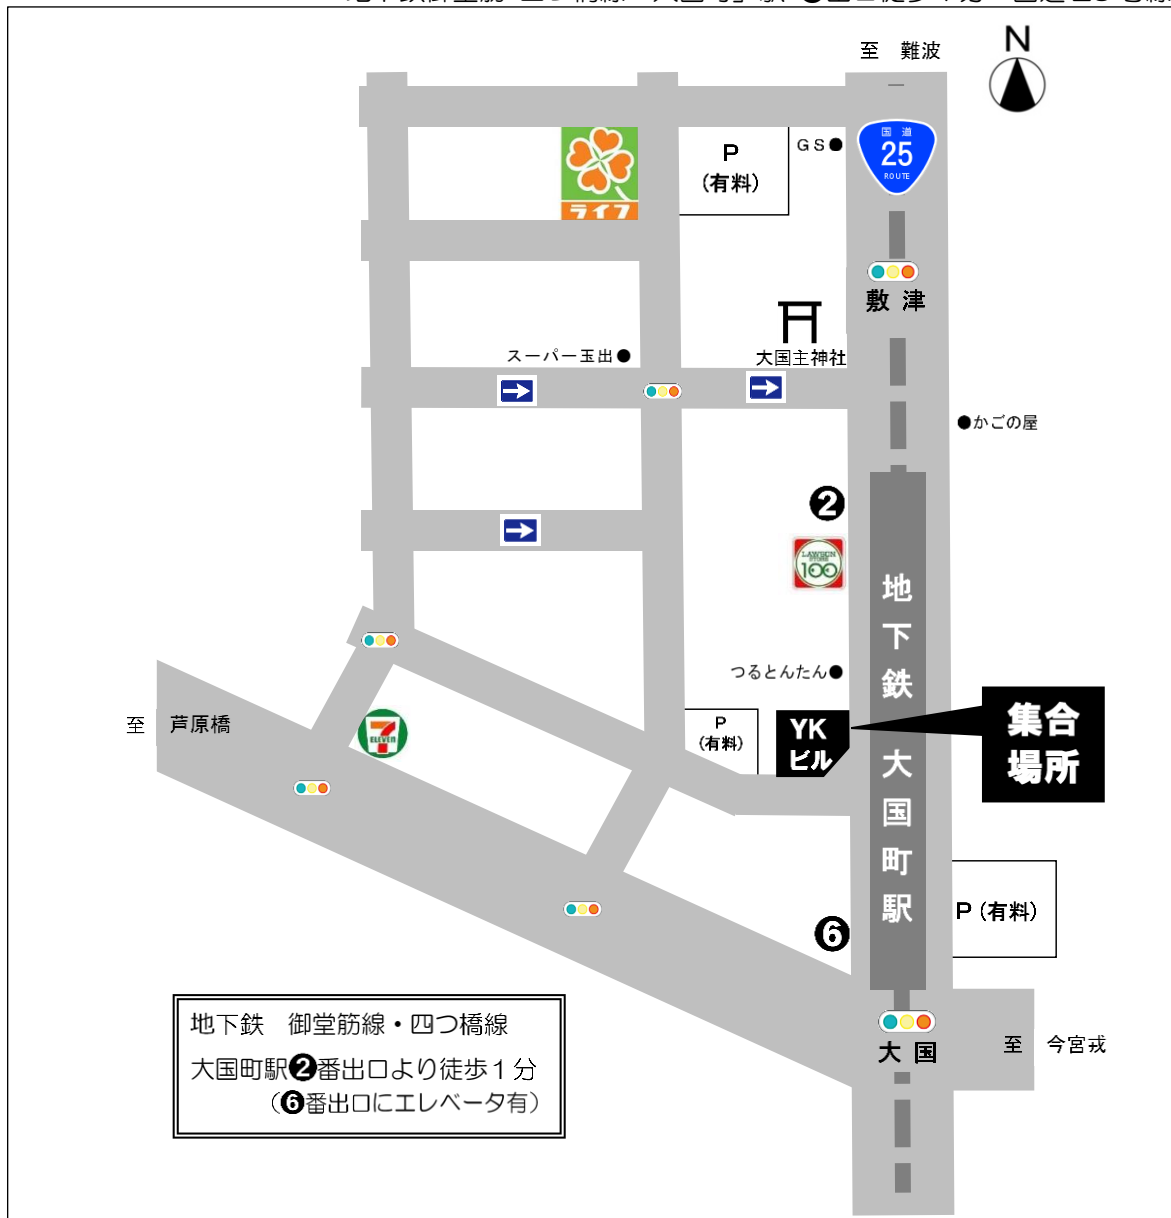 至 難波
N
国道
25
ROUTE
GS●
P
(有料)
ライフ
敷津
大国主神社
スーパー玉出●
●かごの屋
❷
LAWSON
STORE
100
地下鉄 大国町駅
つるとんたん●
P
(有料)
YK
ビル
集合
場所
至 芦原橋
7
ELEVEN
P(有料)
❻
大国
至 今宮戎
地下鉄 御堂筋線・四つ橋線
大国町駅❷番出口より徒歩1分
(❻番出口にエレベータ有)